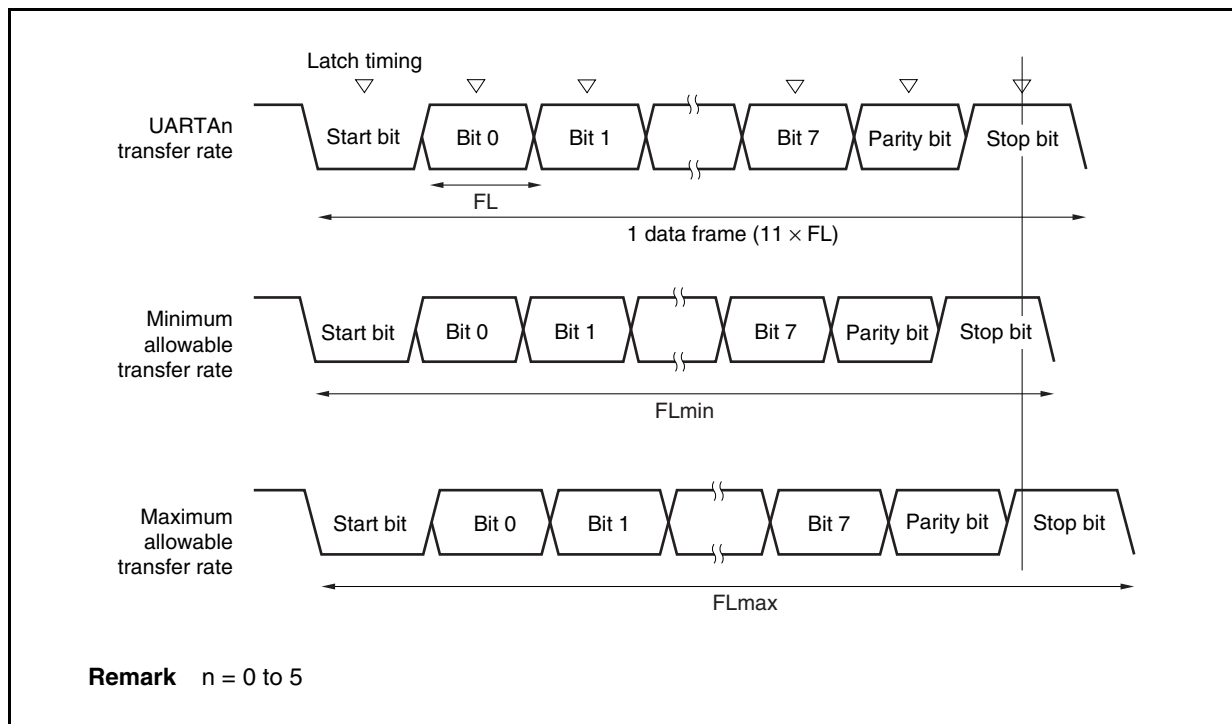 Latch timing
UARTAn
transfer rate
Start bit
Bit 0
Bit 1
Bit 7
Parity bit
Stop bit
FL
1 data frame (11 × FL)
Minimum
allowable
transfer rate
Start bit
Bit 0
Bit 1
Bit 7
Parity bit
Stop bit
FLmin
Maximum
allowable
transfer rate
Start bit
Bit 0
Bit 1
Bit 7
Parity bit
Stop bit
FLmax
Remark n = 0 to 5